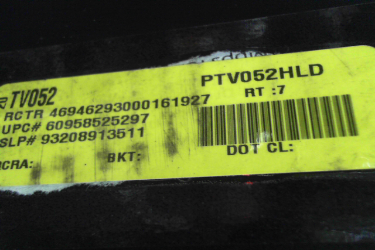 TV052
PTV052HLD
RCTR 46946293000161927
RT :7
UPC# 60958525297
SLP# 93208913511
CRA:
BKT:
DOT CL: